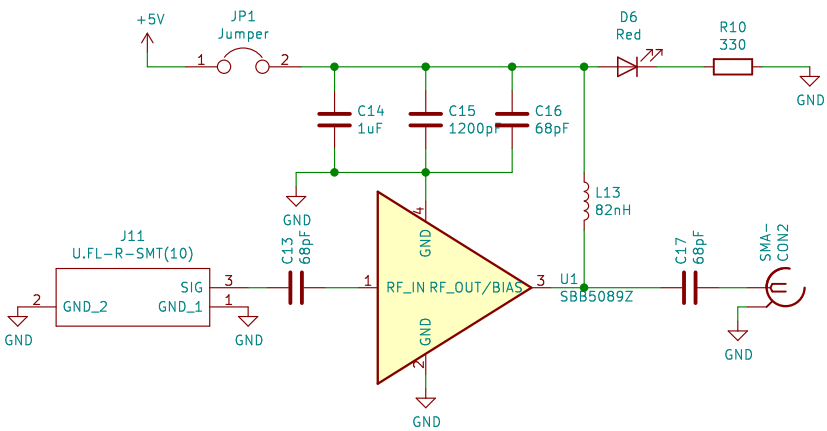 +5V
JP1
Jumper
1
2
D6
Red
R10
330
GND
C14
1uF
C15
1200pF
C16
68pF
GND
L13
82nH
4
GND
J11
U.FL-R-SMT(10)
SIG
3
GND_2
2
GND_1
1
GND
GND
C13
68pF
1
RF_IN
RF_OUT/BIAS
3
U1
SBB5089Z
GND
2
GND
C17
68pF
SMA-
CON2
GND